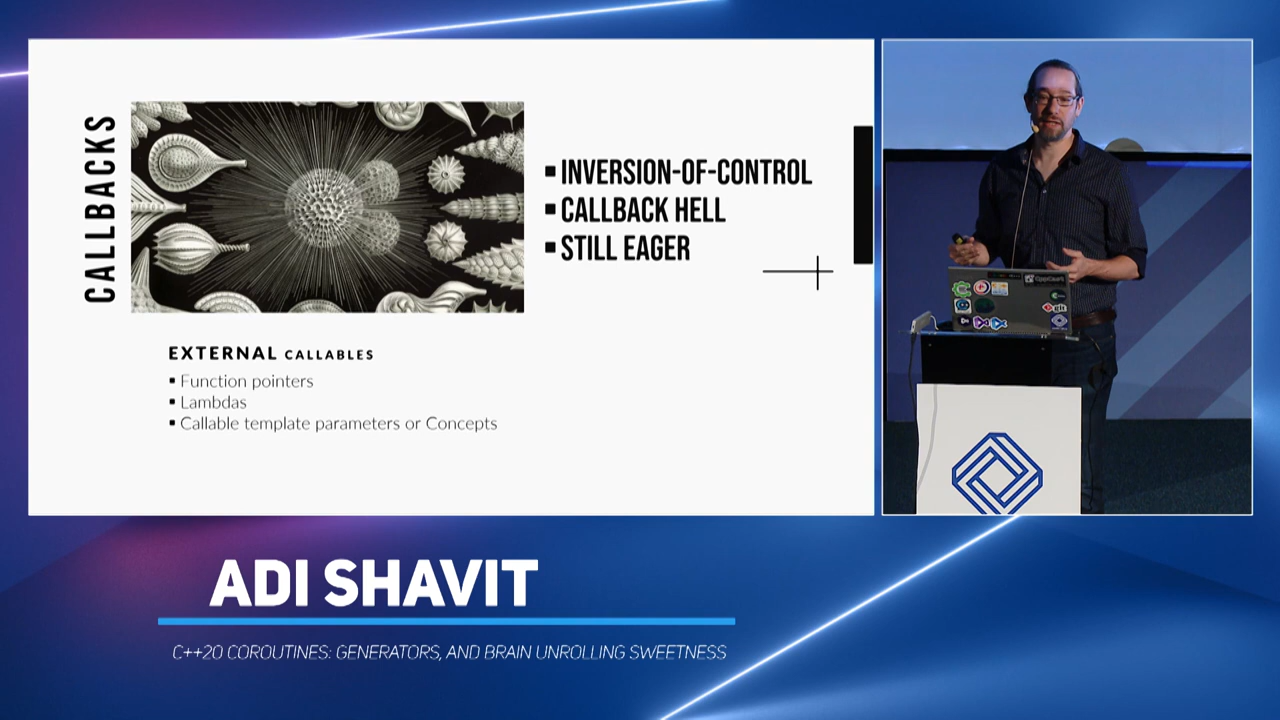 CALLBACKS
▪ INVERSION-OF-CONTROL
▪ CALLBACK HELL
▪ STILL EAGER
EXTERNAL CALLABLES
▪ Function pointers
▪ Lambdas
▪ Callable template parameters or Concepts
git
ADI SHAVIT
C++20 COROUTINES: GENERATORS, AND BRAIN UNROLLING SWEETNESS